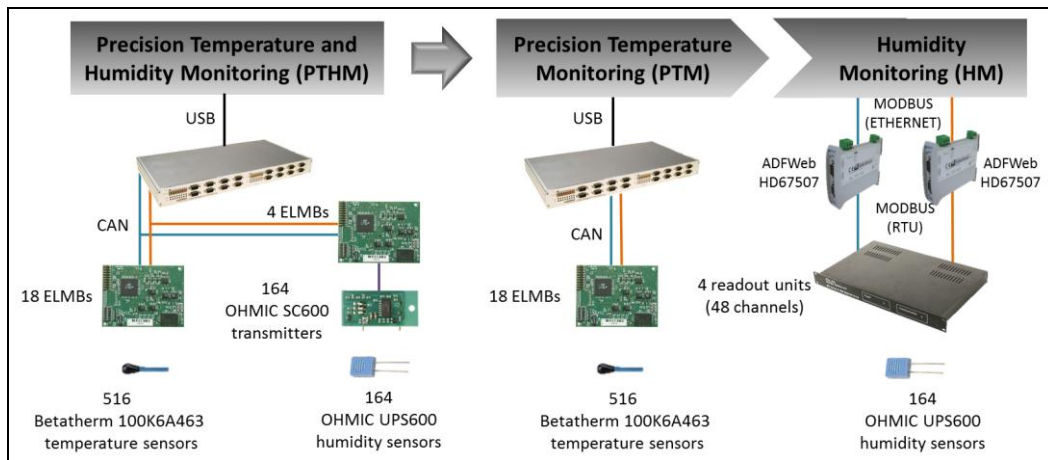 Precision Temperature and
Humidity Monitoring (PTHM)
USB
CAN
4 ELMBs
18 ELMBs
164
OHMIC SC600
transmitters
516
Betatherm 100K6A463
temperature sensors
164
OHMIC UPS600
humidity sensors
Precision Temperature
Monitoring (PTM)
USB
CAN
18 ELMBs
516
Betatherm 100K6A463
temperature sensors
Humidity
Monitoring (HM)
MODBUS
(ETHERNET)
ADFWeb
HD67507
ADFWeb
HD67507
MODBUS
(RTU)
4 readout units
(48 channels)
164
OHMIC UPS600
humidity sensors